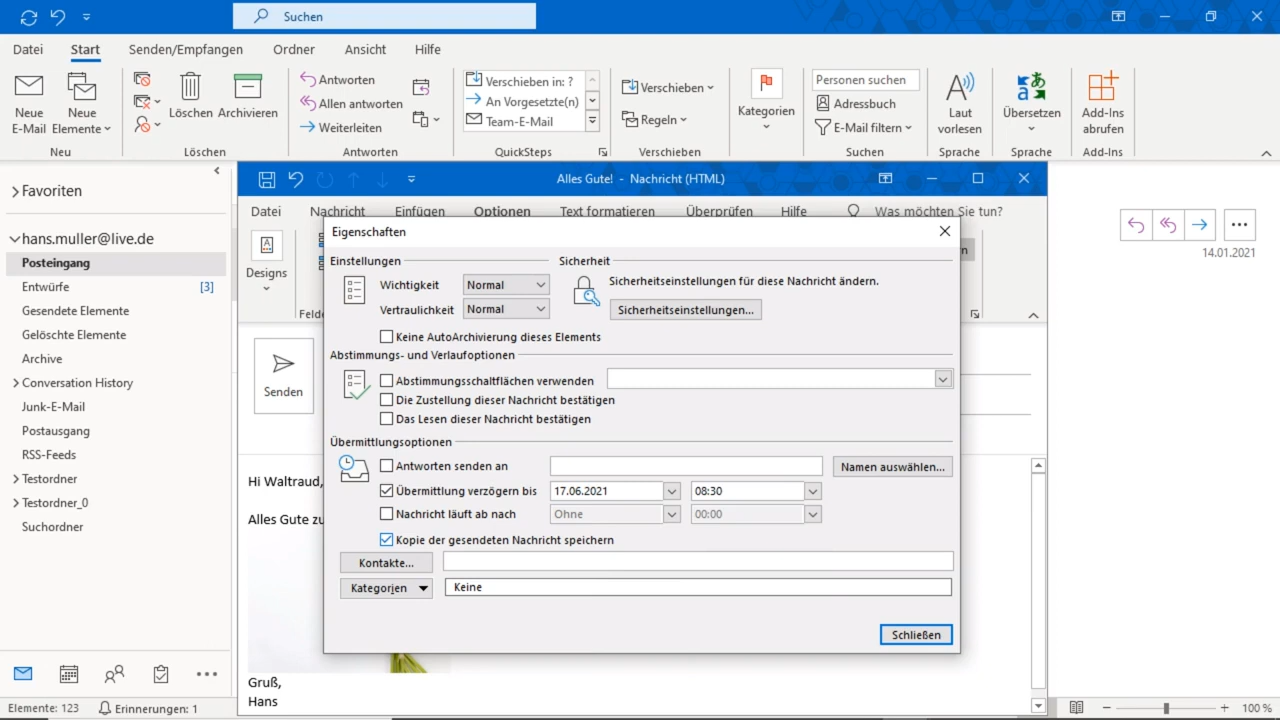 Suchen
Datei Start Senden/Empfangen Ordner Ansicht Hilfe
Neue E-Mail
Neue Elemente
Löschen
Archivieren
Antworten
Allen antworten
Weiterleiten
Verschieben in: ?
An Vorgesetzte(n)
Team-E-Mail
Verschieben
Regeln
Kategorien
Personen suchen
Adressbuch
E-Mail filtern
Laut vorlesen
Übersetzen
Add-Ins abrufen
Neu Löschen Antworten QuickSteps Verschieben Suchen Sprache Sprache Add-Ins
Favoriten
hans.muller@live.de
Posteingang
Entwürfe [3]
Gesendete Elemente
Gelöschte Elemente
Archive
Conversation History
Junk-E-Mail
Postausgang
RSS-Feeds
Testordner
Testordner_0
Suchordner
Alles Gute! - Nachricht (HTML)
Datei Nachricht Einfügen Optionen Text formatieren Überprüfen Hilfe Was möchten Sie tun?
Designs
14.01.2021
Senden
Hi Waltraud,
Alles Gute zu
Gruß,
Hans
Eigenschaften
Einstellungen Sicherheit
Wichtigkeit Normal
Vertraulichkeit Normal
Sicherheitseinstellungen für diese Nachricht ändern.
Sicherheitseinstellungen...
Keine AutoArchivierung dieses Elements
Abstimmungs- und Verlaufoptionen
Abstimmungsschaltflächen verwenden
Die Zustellung dieser Nachricht bestätigen
Das Lesen dieser Nachricht bestätigen
Übermittlungsoptionen
Antworten senden an Namen auswählen...
Übermittlung verzögern bis 17.06.2021 08:30
Nachricht läuft ab nach Ohne 00:00
Kopie der gesendeten Nachricht speichern
Kontakte...
Kategorien Keine
Schließen
Elemente: 123 Erinnerungen: 1 100 %